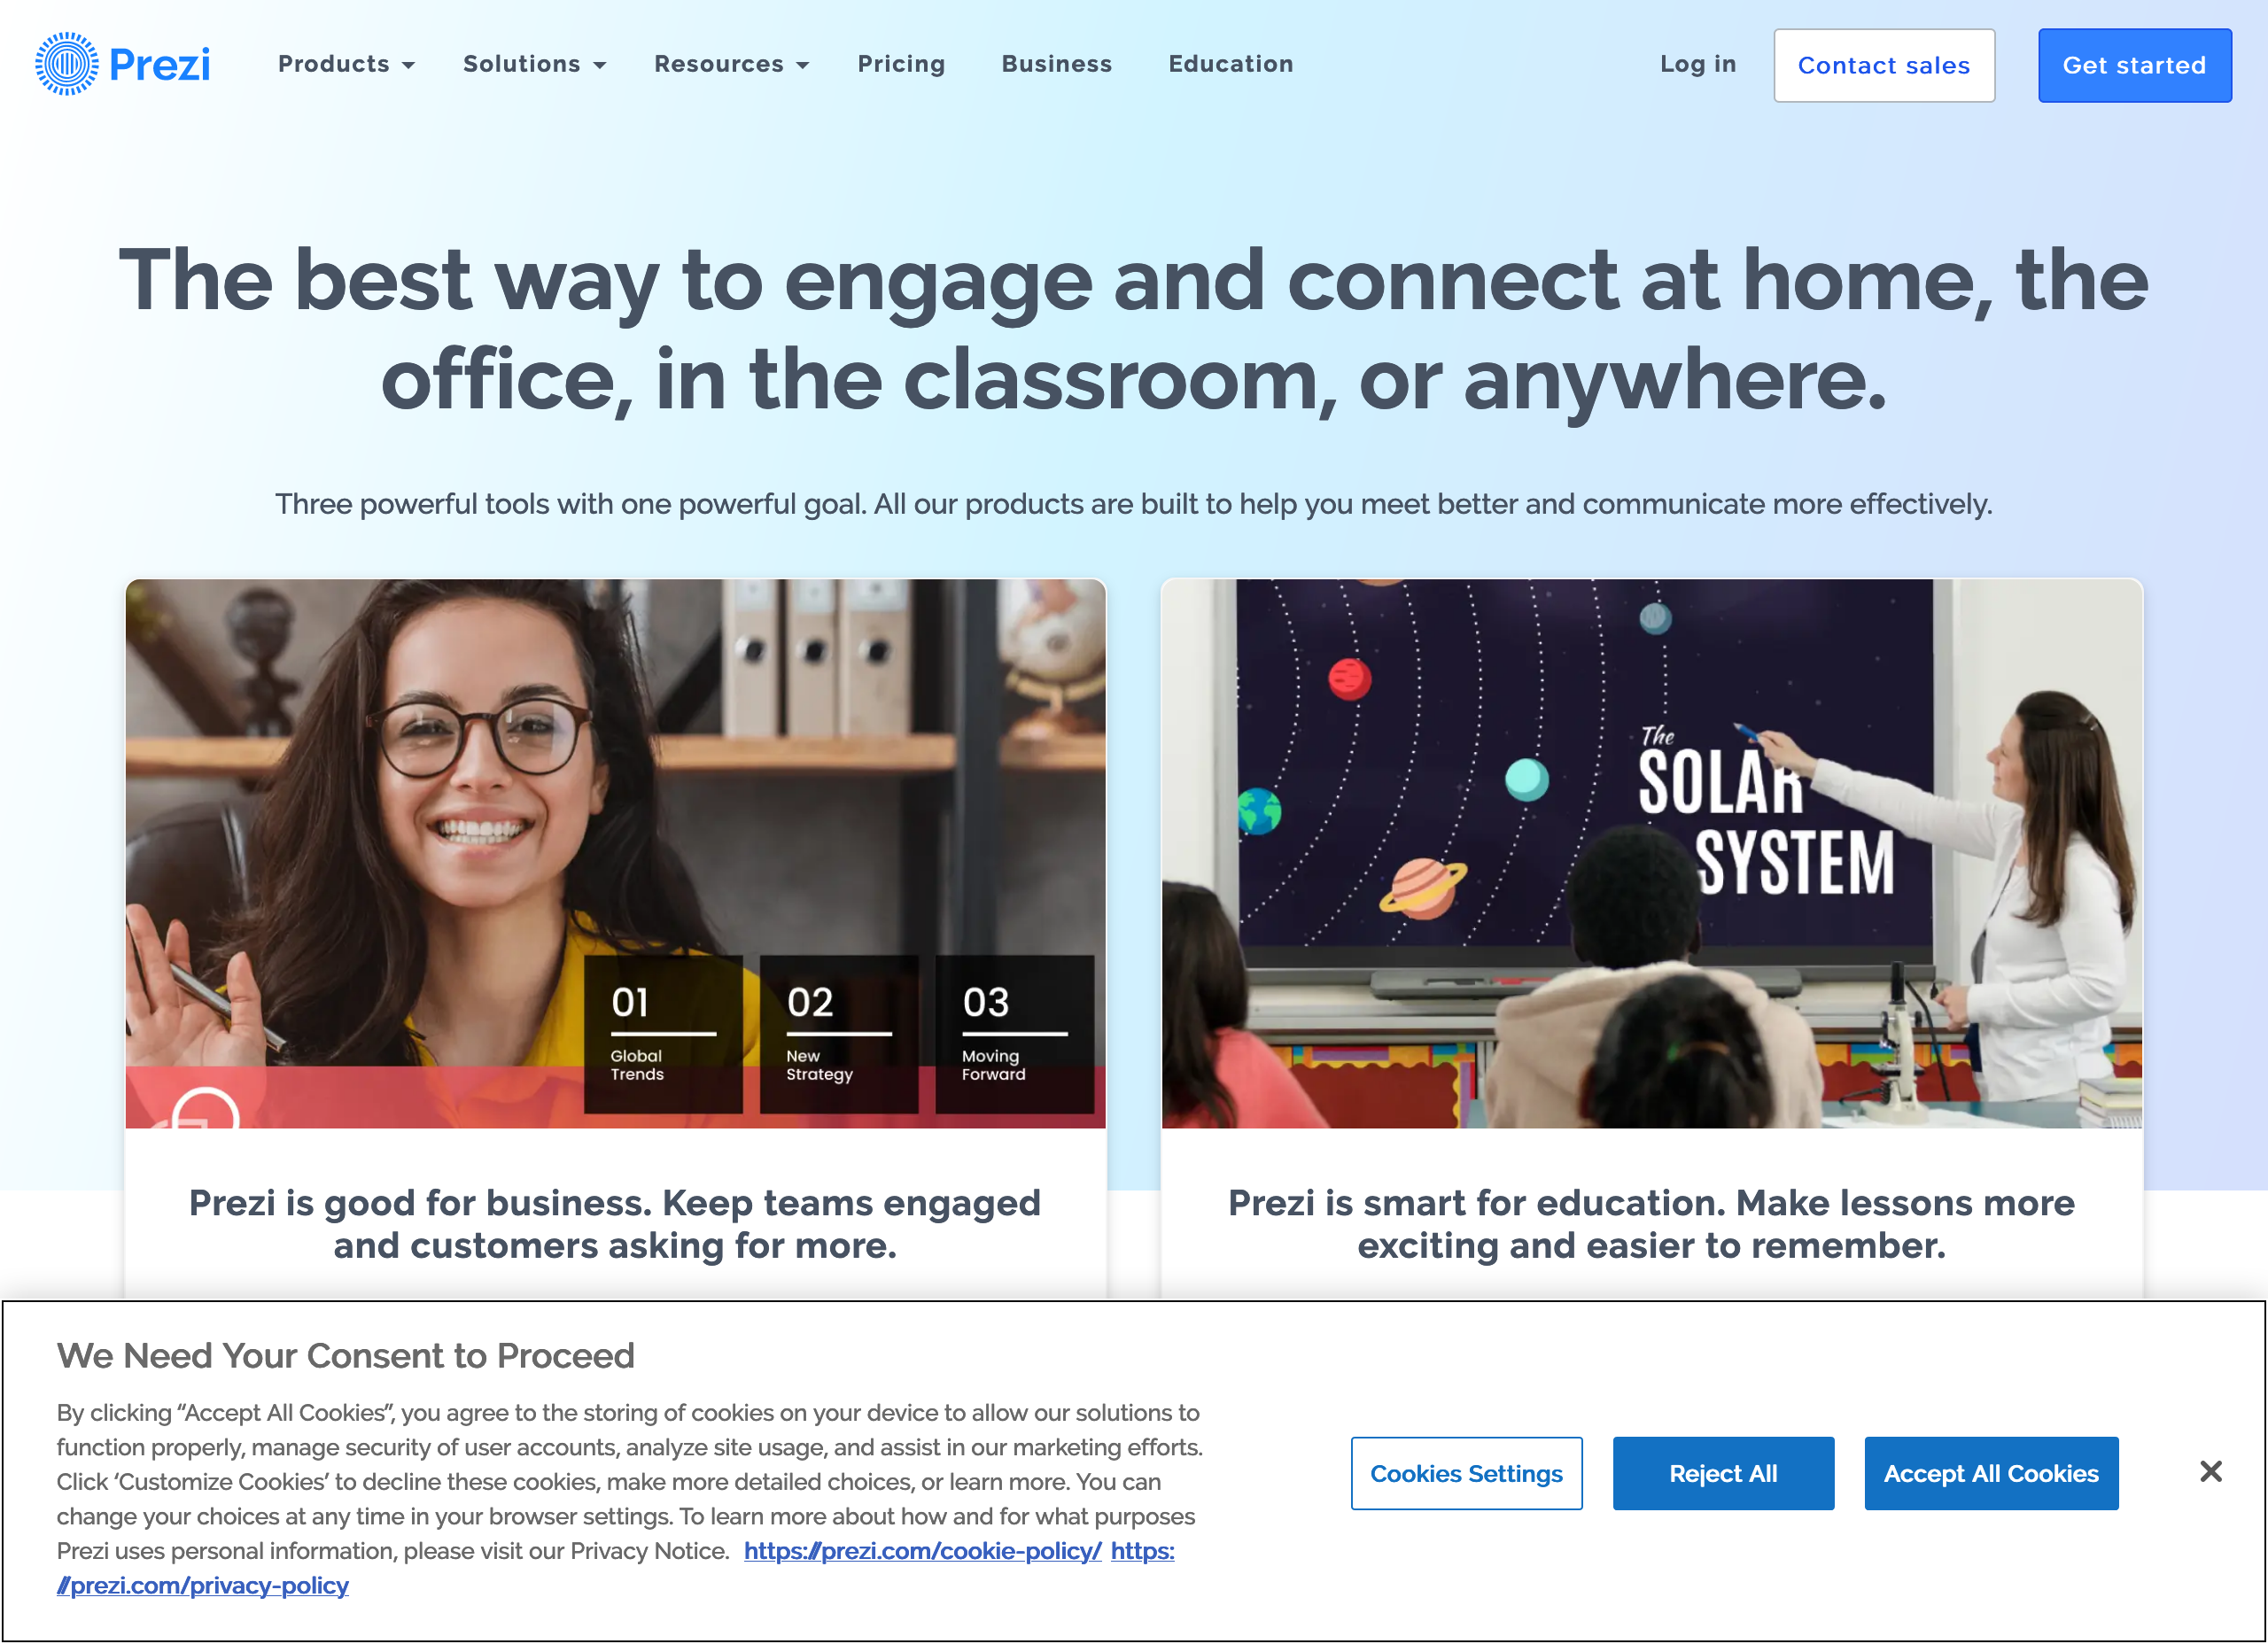 Prezi
Products
Solutions
Resources
Pricing
Business
Education
Log in
Contact sales
Get started
The best way to engage and connect at home, the
office, in the classroom, or anywhere.
Three powerful tools with one powerful goal. All our products are built to help you meet better and communicate more effectively.
01
Global
Trends
02
New
Strategy
03
Moving
Forward
The
SOLAR
SYSTEM
Prezi is good for business. Keep teams engaged
and customers asking for more.
Prezi is smart for education. Make lessons more
exciting and easier to remember.
We Need Your Consent to Proceed
By clicking “Accept All Cookies”, you agree to the storing of cookies on your device to allow our solutions to
function properly, manage security of user accounts, analyze site usage, and assist in our marketing efforts.
Click ‘Customize Cookies’ to decline these cookies, make more detailed choices, or learn more. You can
change your choices at any time in your browser settings. To learn more about how and for what purposes
Prezi uses personal information, please visit our Privacy Notice. https://prezi.com/cookie-policy/ https:
//prezi.com/privacy-policy
Cookies Settings
Reject All
Accept All Cookies